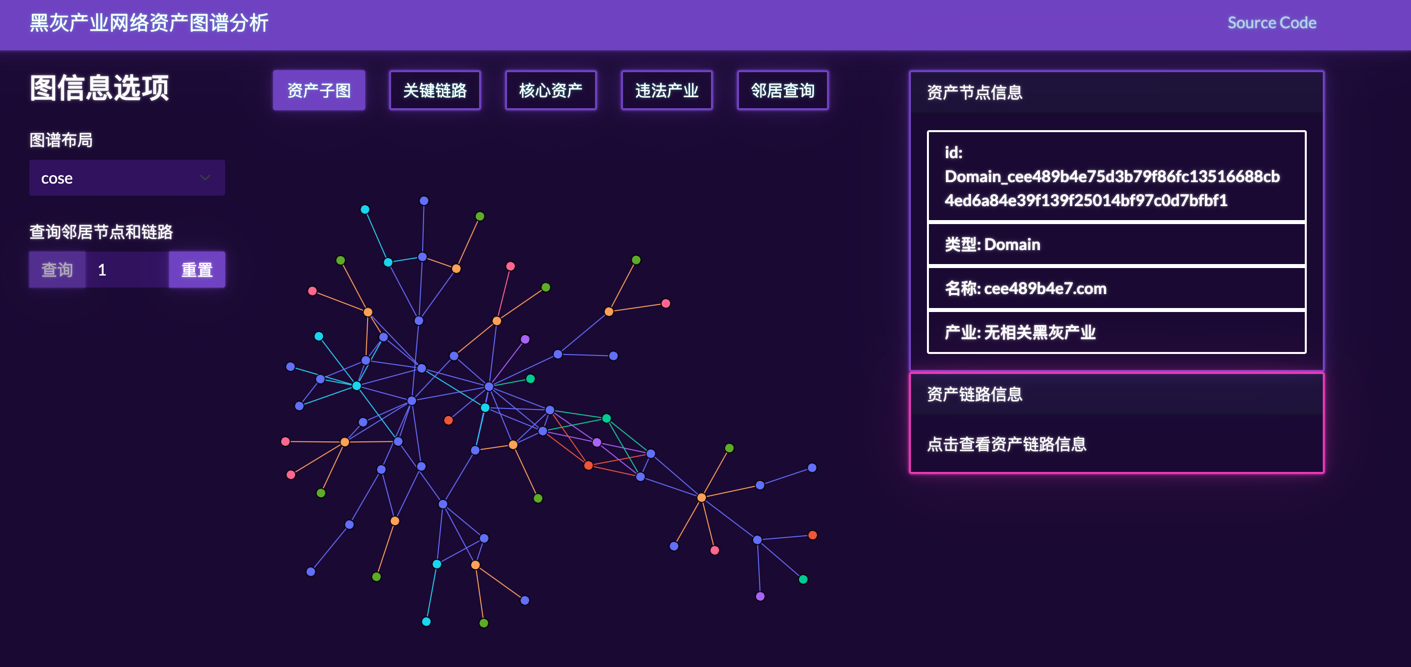 黑灰产业网络资产图谱分析
Source Code
图信息选项
图谱布局
cose
查询邻居节点和链路
查询 1 重置
资产子图 关键链路 核心资产 违法产业 邻居查询
资产节点信息
id:
Domain_cee489b4e75d3b79f86fc13516688cb
4ed6a84e39f139f25014bf97c0d7bfbf1
类型: Domain
名称: cee489b4e7.com
产业: 无相关黑灰产业
资产链路信息
点击查看资产链路信息